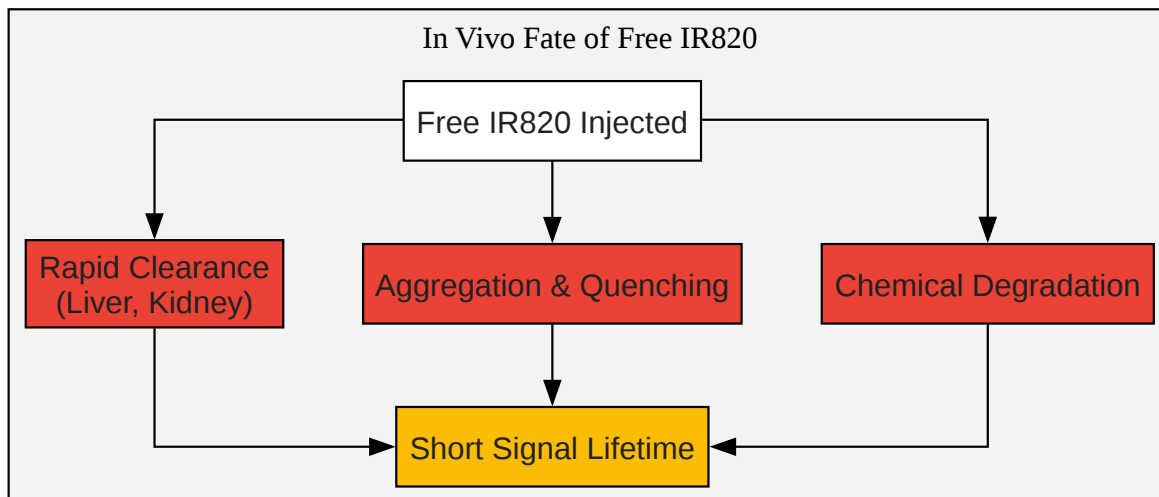 In Vivo Fate of Free IR820
Free IR820 Injected
Rapid Clearance
(Liver, Kidney)
Aggregation & Quenching
Chemical Degradation
Short Signal Lifetime